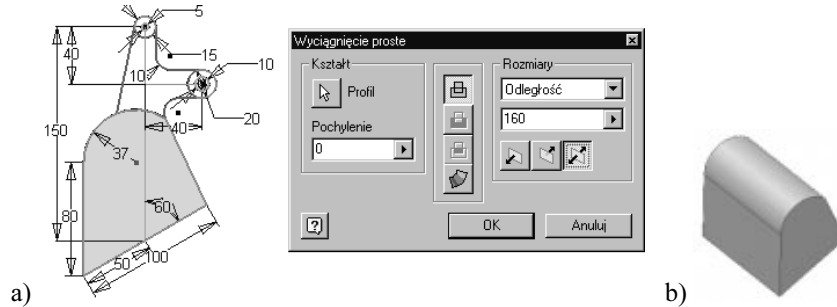 5
40
15
10
10
20
150
40
37
80
60
50
100
a)
Wyciągnięcie proste
Kształt
Profil
Pochylenie
0
Rozmiary
Odległość
160
OK
Anuluj
b)